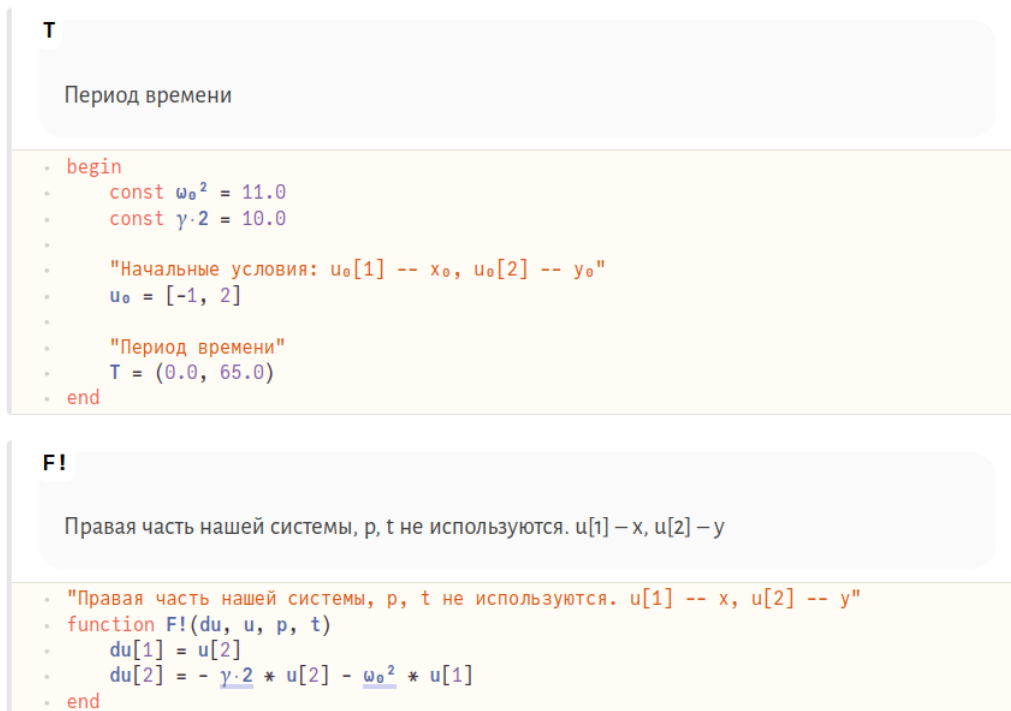 T
Период времени
begin
const ω₀² = 11.0
const γ·2 = 10.0
"Начальные условия: u₀[1] -- x₀, u₀[2] -- y₀"
u₀ = [-1, 2]
"Период времени"
T = (0.0, 65.0)
end
F!
Правая часть нашей системы, p, t не используются. u[1] – x, u[2] – y
"Правая часть нашей системы, p, t не используются. u[1] -- x, u[2] -- y"
function F!(du, u, p, t)
du[1] = u[2]
du[2] = - γ·2 * u[2] - ω₀² * u[1]
end